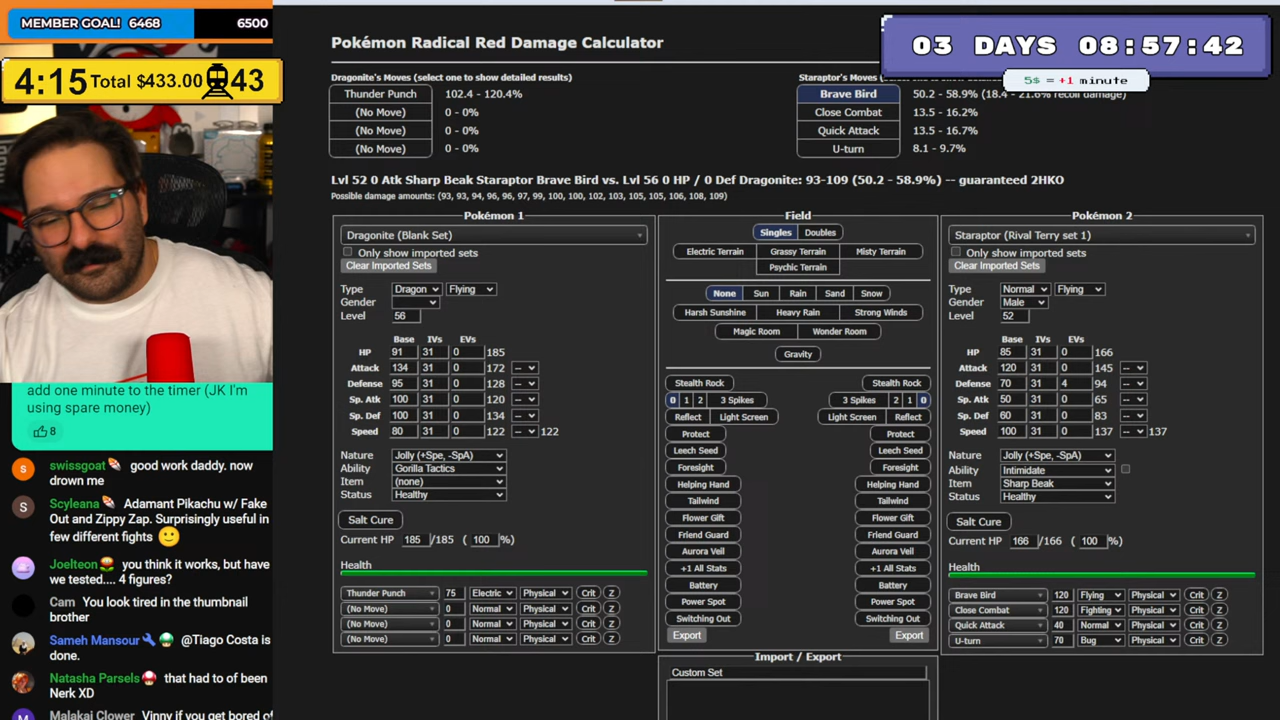 MEMBER GOAL! 6468 6500
4:15 Total $433.00 43
03 DAYS 08:57:42
5$ = +1 minute
Pokémon Radical Red Damage Calculator
Dragonite's Moves (select one to show detailed results)
Thunder Punch 102.4 - 120.4%
(No Move) 0 - 0%
(No Move) 0 - 0%
(No Move) 0 - 0%
Staraptor's Moves
Brave Bird 50.2 - 58.9% (18.4 - 21.6% recoil damage)
Close Combat 13.5 - 16.2%
Quick Attack 13.5 - 16.7%
U-turn 8.1 - 9.7%
Lvl 52 0 Atk Sharp Beak Staraptor Brave Bird vs. Lvl 56 0 HP / 0 Def Dragonite: 93-109 (50.2 - 58.9%) -- guaranteed 2HKO
Possible damage amounts: (93, 93, 94, 96, 96, 97, 99, 100, 100, 102, 103, 105, 105, 106, 108, 109)
Pokémon 1
Dragonite (Blank Set)
Only show imported sets
Clear Imported Sets
Type Dragon Flying
Gender
Level 56
Base IVs EVs
HP 91 31 0 185
Attack 134 31 0 172 --
Defense 95 31 0 128 --
Sp. Atk 100 31 0 120 --
Sp. Def 100 31 0 134 --
Speed 80 31 0 122 -- 122
Nature Jolly (+Spe, -SpA)
Ability Gorilla Tactics
Item (none)
Status Healthy
Salt Cure
Current HP 185 /185 ( 100 %)
Health
Thunder Punch 75 Electric Physical Crit Z
(No Move) 0 Normal Physical Crit Z
(No Move) 0 Normal Physical Crit Z
(No Move) 0 Normal Physical Crit Z
Field
Singles Doubles
Electric Terrain Grassy Terrain Misty Terrain
Psychic Terrain
None Sun Rain Sand Snow
Harsh Sunshine Heavy Rain Strong Winds
Magic Room Wonder Room
Gravity
Stealth Rock Stealth Rock
0 1 2 3 Spikes 3 Spikes 2 1 0
Reflect Light Screen Light Screen Reflect
Protect Protect
Leech Seed Leech Seed
Foresight Foresight
Helping Hand Helping Hand
Tailwind Tailwind
Flower Gift Flower Gift
Friend Guard Friend Guard
Aurora Veil Aurora Veil
+1 All Stats +1 All Stats
Battery Battery
Power Spot Power Spot
Switching Out Switching Out
Export Export
Import / Export
Custom Set
Pokémon 2
Staraptor (Rival Terry set 1)
Only show imported sets
Clear Imported Sets
Type Normal Flying
Gender Male
Level 52
Base IVs EVs
HP 85 31 0 166
Attack 120 31 0 145 --
Defense 70 31 4 94 --
Sp. Atk 50 31 0 65 --
Sp. Def 60 31 0 83 --
Speed 100 31 0 137 -- 137
Nature Jolly (+Spe, -SpA)
Ability Intimidate
Item Sharp Beak
Status Healthy
Salt Cure
Current HP 166 /166 ( 100 %)
Health
Brave Bird 120 Flying Physical Crit Z
Close Combat 120 Fighting Physical Crit Z
Quick Attack 40 Normal Physical Crit Z
U-turn 70 Bug Physical Crit Z
add one minute to the timer (JK I'm
using spare money)
8
S swissgoat good work daddy. now
drown me
S Scyleana Adamant Pikachu w/ Fake
Out and Zippy Zap. Surprisingly useful in
few different fights
Joelteon you think it works, but have
we tested.... 4 figures?
Cam You look tired in the thumbnail
brother
Sameh Mansour @Tiago Costa is
done.
Natasha Parsels that had to of been
Nerk XD
Malakai Clower Vinny if you get bored of